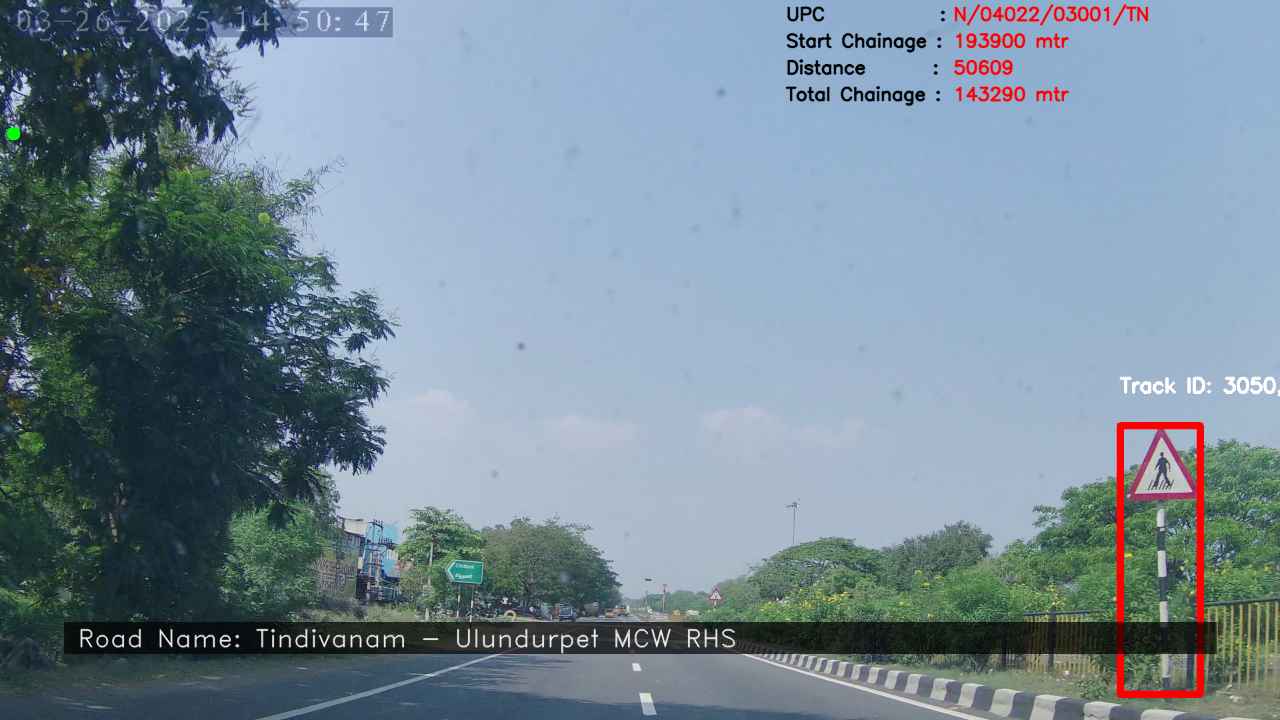 03-26-2025 14:50:47
UPC : N/04022/03001/TN
Start Chainage : 193900 mtr
Distance : 50609
Total Chainage : 143290 mtr
Track ID: 3050,
Road Name: Tindivanam – Ulundurpet MCW RHS